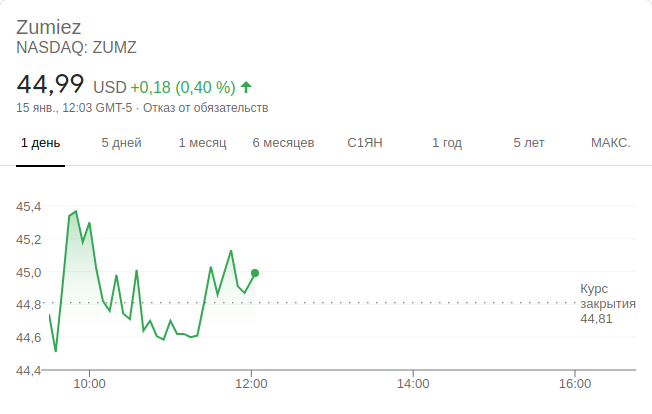 Zumiez
NASDAQ: ZUMZ
44,99 USD +0,18 (0,40 %) ↑
15 янв., 12:03 GMT-5 · Отказ от обязательств
1 день 5 дней 1 месяц 6 месяцев С1ЯН 1 год 5 лет МАКС.
45,4
45,2
45,0
44,8
44,6
44,4
Курс
закрытия
44,81
10:00 12:00 14:00 16:00